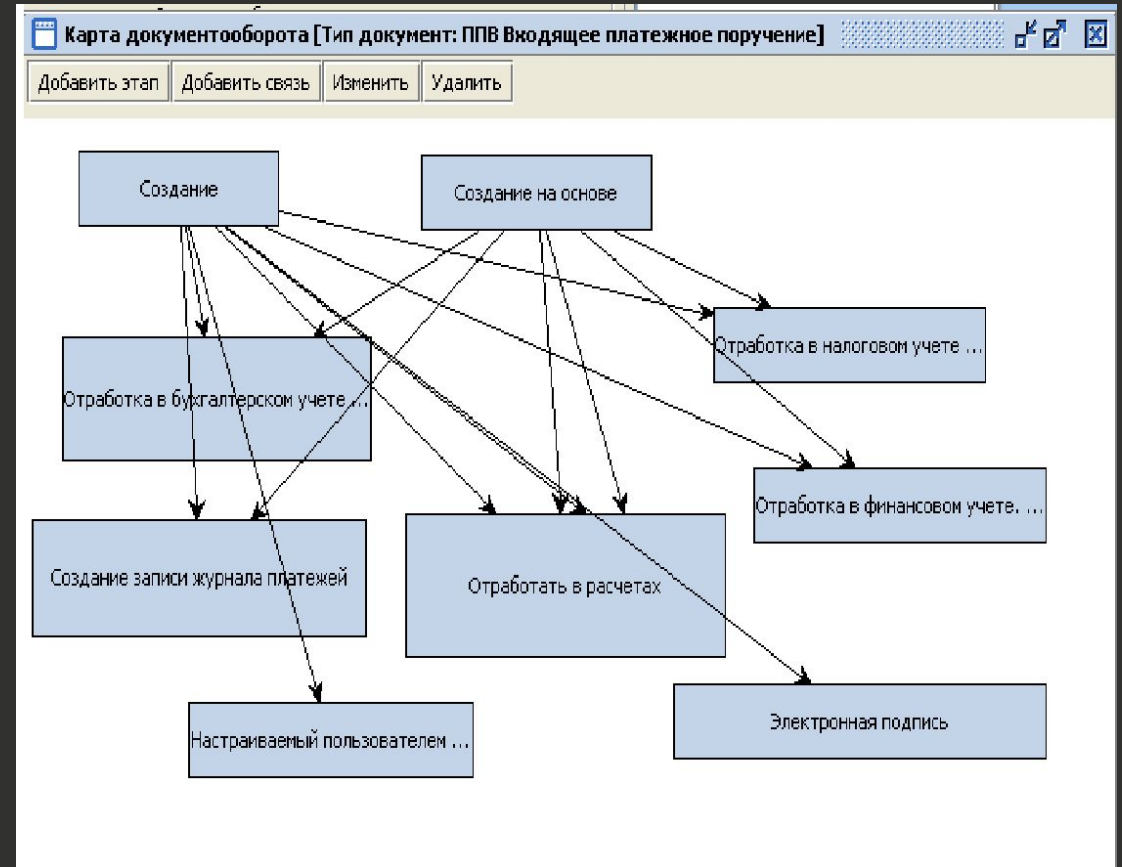 Карта документооборота [Тип документ: ППВ Входящее платежное поручение]
Добавить этап Добавить связь Изменить Удалить
Создание
Создание на основе
Отработка в налоговом учете ...
Отработка в бухгалтерском учете ...
Отработка в финансовом учете. ...
Создание записи журнала платежей
Отработать в расчетах
Электронная подпись
Настраиваемый пользователем ...